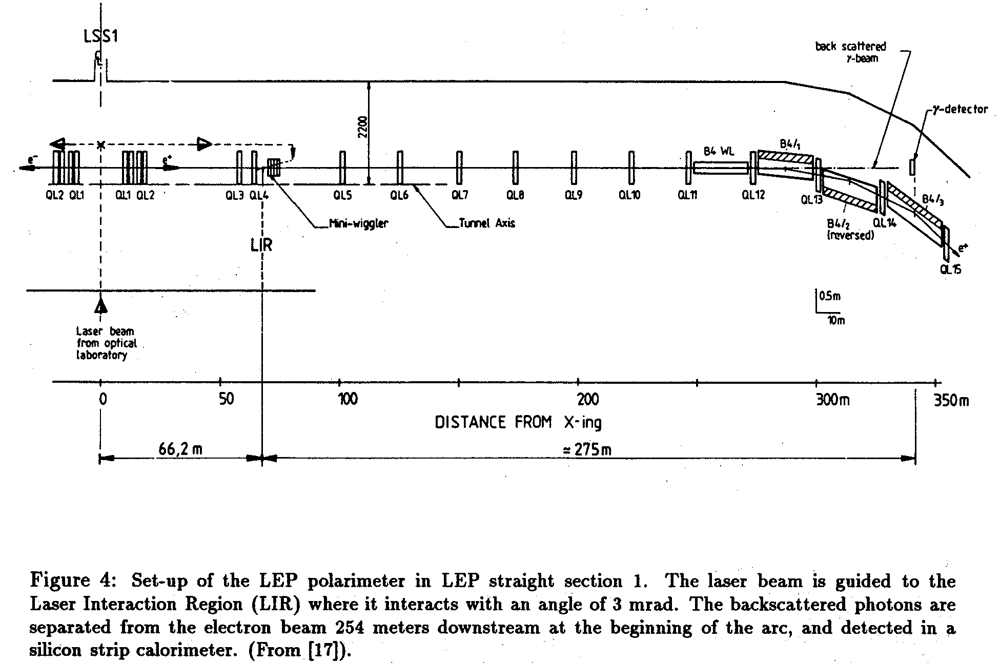 LSS1
℄
back scattered
γ-beam
γ-detector
2200
e⁻
e⁺
B4 WL
B4/₁
QL2 QL1
QL1 QL2
QL3 QL4
QL5
QL6
QL7
QL8
QL9
QL10
QL11
QL12
QL13
B4/₃
Mini-wiggler
Tunnel Axis
B4/₂
(reversed)
QL14
LIR
e⁺
QL15
0.5m
10m
Laser beam
from optical
laboratory
0
50
100
200
300m
350m
DISTANCE FROM X-ing
66,2 m
≈ 275m
Figure 4: Set-up of the LEP polarimeter in LEP straight section 1. The laser beam is guided to the
Laser Interaction Region (LIR) where it interacts with an angle of 3 mrad. The backscattered photons are
separated from the electron beam 254 meters downstream at the beginning of the arc, and detected in a
silicon strip calorimeter. (From [17]).